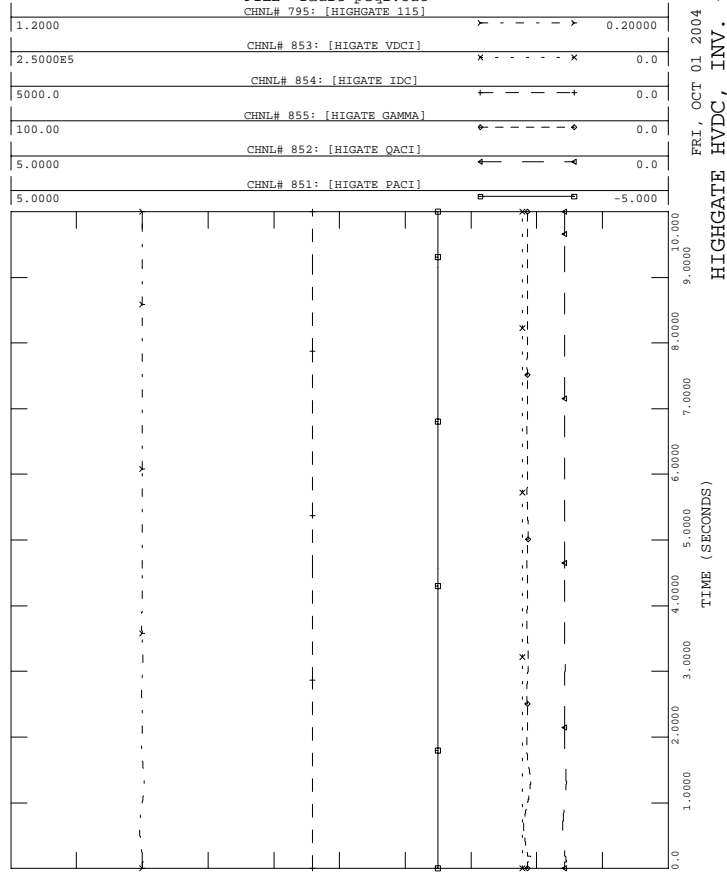 CHNL# 795: [HIGHGATE 115]
1.2000 0.20000
CHNL# 853: [HIGATE VDCI]
2.5000E5 0.0
CHNL# 854: [HIGATE IDC]
5000.0 0.0
CHNL# 855: [HIGATE GAMMA]
100.00 0.0
CHNL# 852: [HIGATE QACI]
5.0000 0.0
CHNL# 851: [HIGATE PACI]
5.0000 -5.000
FRI, OCT 01 2004
HIGHGATE HVDC, INV.
10.000
9.0000
8.0000
7.0000
6.0000
5.0000
4.0000
3.0000
2.0000
1.0000
0.0
TIME (SECONDS)